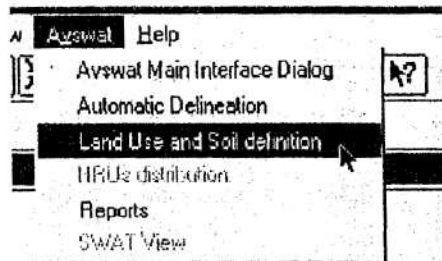 w Avswat Help
Avswat Main Interface Dialog
Automatic Delineation
Land Use and Soil definition
HRUs distribution
Reports
SWAT View